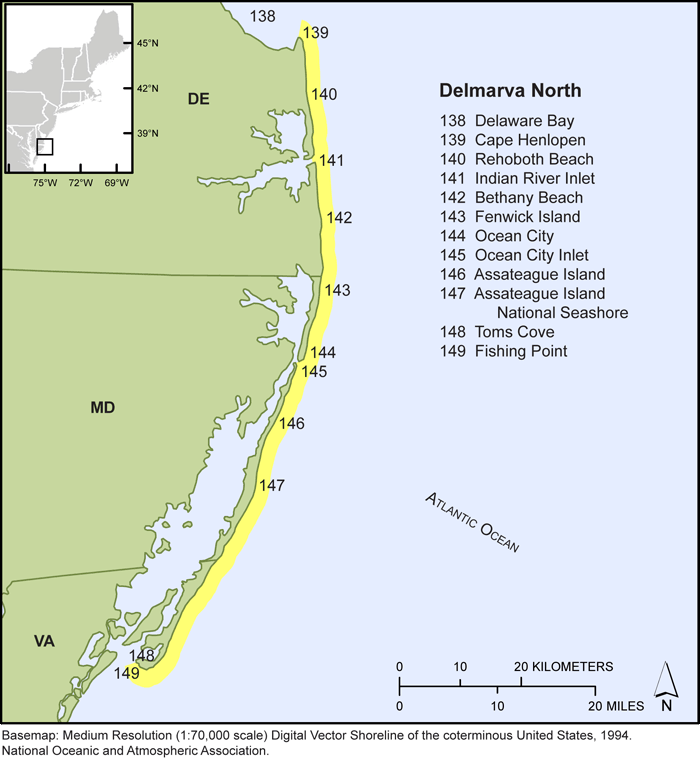 138
139
45°N
42°N
39°N
75°W 72°W 69°W
DE
140
141
142
143
144
145
MD
146
147
VA
148
149
Delmarva North
138 Delaware Bay
139 Cape Henlopen
140 Rehoboth Beach
141 Indian River Inlet
142 Bethany Beach
143 Fenwick Island
144 Ocean City
145 Ocean City Inlet
146 Assateague Island
147 Assateague Island
National Seashore
148 Toms Cove
149 Fishing Point
ATLANTIC OCEAN
0 10 20 KILOMETERS
0 10 20 MILES
N
Basemap: Medium Resolution (1:70,000 scale) Digital Vector Shoreline of the coterminous United States, 1994.
National Oceanic and Atmospheric Association.